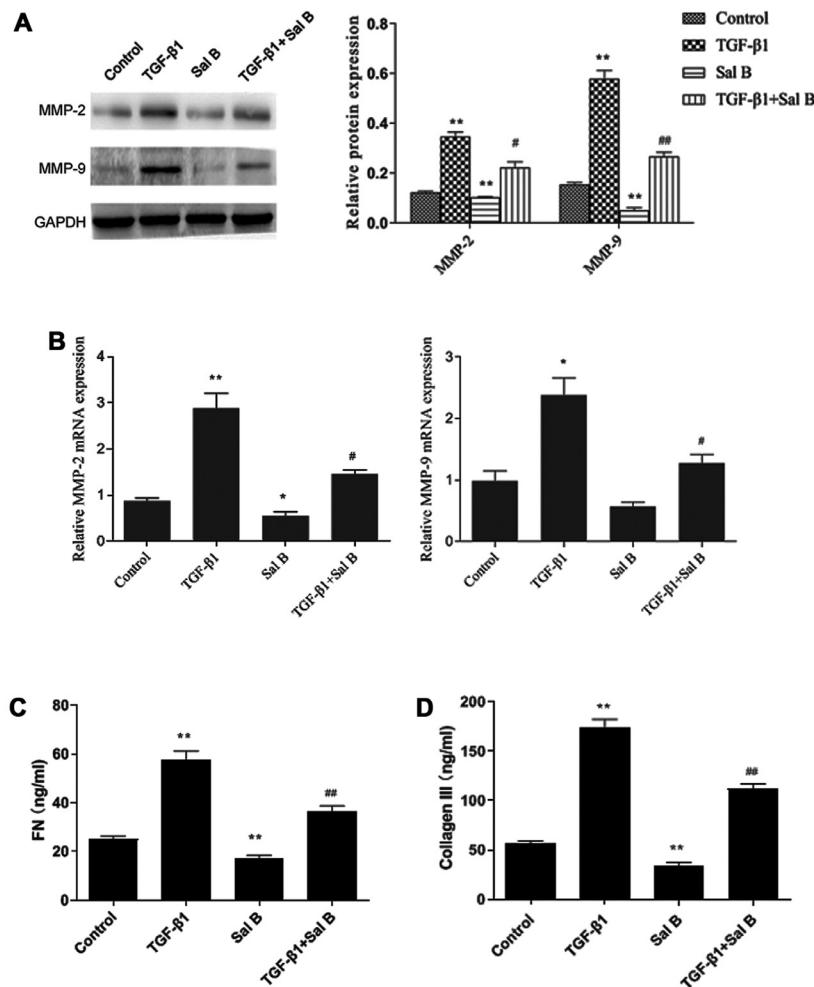 A
Control
TGF-β1
Sal B
TGF-β1+Sal B
MMP-2
MMP-9
GAPDH
Relative protein expression
0.8
0.6
0.4
0.2
0.0
**
**
#
**
**
##
MMP-2
MMP-9
Control
TGF-β1
Sal B
TGF-β1+Sal B
B
Relative MMP-2 mRNA expression
4
3
2
1
0
**
*
#
Control
TGF-β1
Sal B
TGF-β1+Sal B
Relative MMP-9 mRNA expression
3
2
1
0
*
#
Control
TGF-β1
Sal B
TGF-β1+Sal B
C
FN (ng/ml)
80
60
40
20
0
**
**
##
Control
TGF-β1
Sal B
TGF-β1+Sal B
D
Collagen III (ng/ml)
200
150
100
50
0
**
**
##
Control
TGF-β1
Sal B
TGF-β1+Sal B